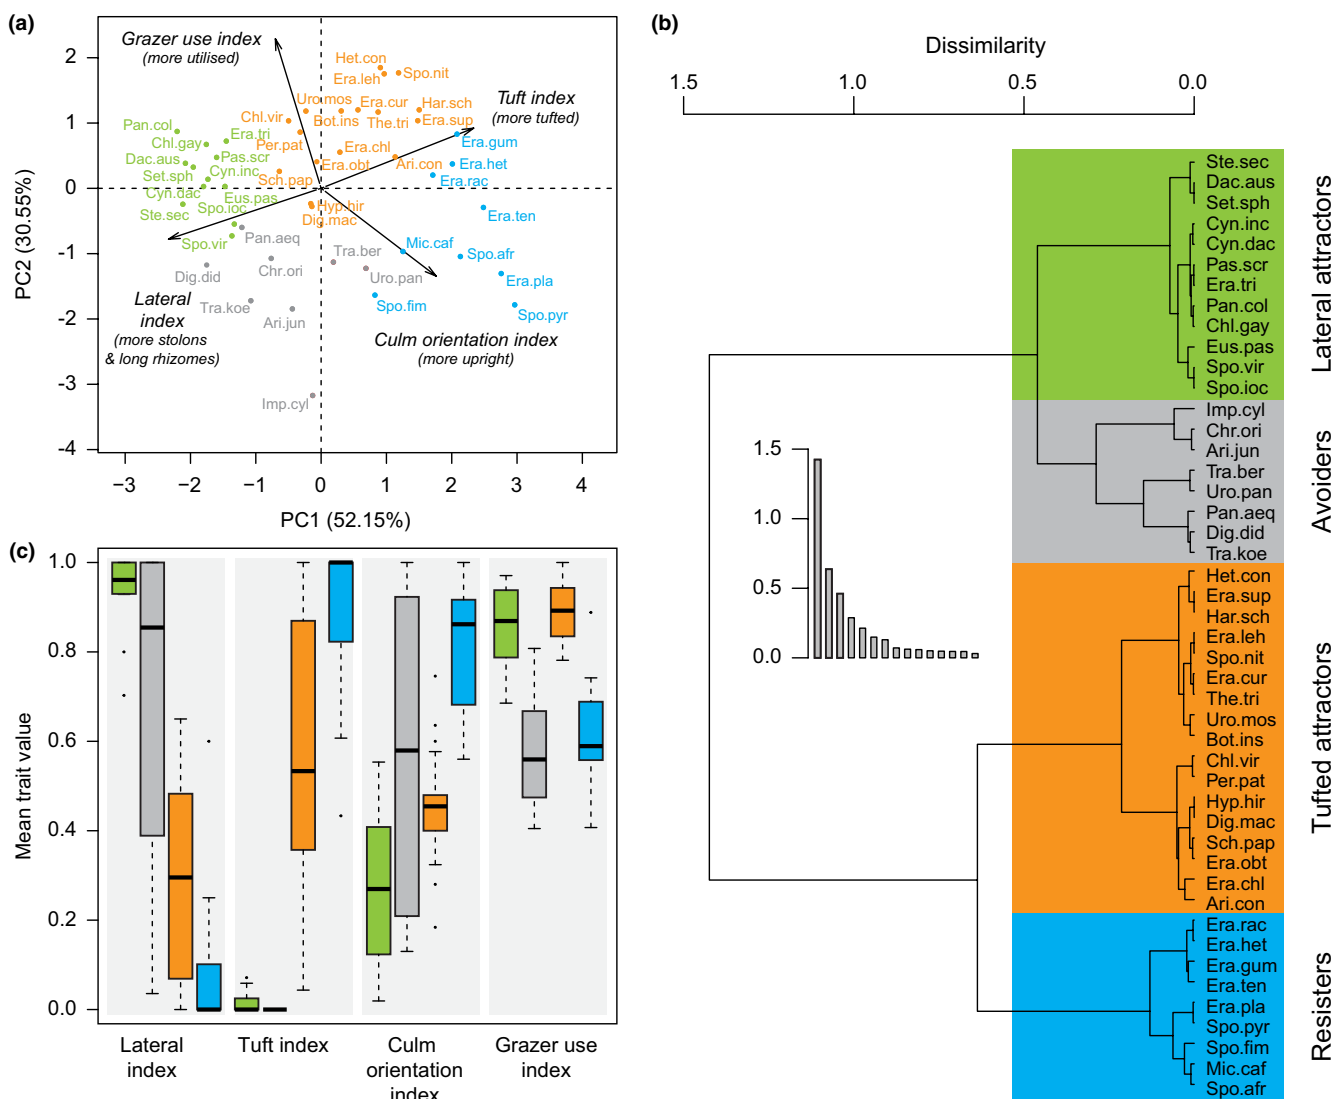 (a)
Grazer use index
(more utilised)
Tuft index
(more tufted)
Lateral
index
(more stolons
& long rhizomes)
Culm orientation index
(more upright)
Het.con
Era.leh
Spo.nit
Uro.mos
Era.cur
Har.sch
Chl.vir
Bot.ins
The.tri
Era.sup
Pan.col
Era.tri
Chl.gay
Per.pat
Era.chl
Era.gum
Dac.aus
Pas.scr
Era.obt
Ari.con
Era.het
Set.sph
Cyn.inc
Sch.pap
Era.rac
Cyn.dac
Eus.pas
Ste.sec
Spo.ioc
Hyp.hir
Dig.mac
Era.ten
Spo.vir
Pan.aeq
Mic.caf
Tra.ber
Spo.afr
Dig.did
Chr.ori
Uro.pan
Era.pla
Tra.koe
Ari.jun
Spo.fim
Spo.pyr
Imp.cyl
2
1
0
-1
-2
-3
-4
PC2 (30.55%)
−3 −2 −1 0 1 2 3 4
PC1 (52.15%)
(b)
Dissimilarity
1.5 1.0 0.5 0.0
Ste.sec
Dac.aus
Set.sph
Cyn.inc
Cyn.dac
Pas.scr
Era.tri
Pan.col
Chl.gay
Eus.pas
Spo.vir
Spo.ioc
Lateral attractors
Imp.cyl
Chr.ori
Ari.jun
Tra.ber
Uro.pan
Pan.aeq
Dig.did
Tra.koe
Avoiders
Het.con
Era.sup
Har.sch
Era.leh
Spo.nit
Era.cur
The.tri
Uro.mos
Bot.ins
Chl.vir
Per.pat
Hyp.hir
Dig.mac
Sch.pap
Era.obt
Era.chl
Ari.con
Tufted attractors
Era.rac
Era.het
Era.gum
Era.ten
Era.pla
Spo.pyr
Spo.fim
Mic.caf
Spo.afr
Resisters
1.5
1.0
0.5
0.0
(c)
1.0
0.8
0.6
0.4
0.2
0.0
Mean trait value
Lateral
index
Tuft index
Culm
orientation
index
Grazer use
index